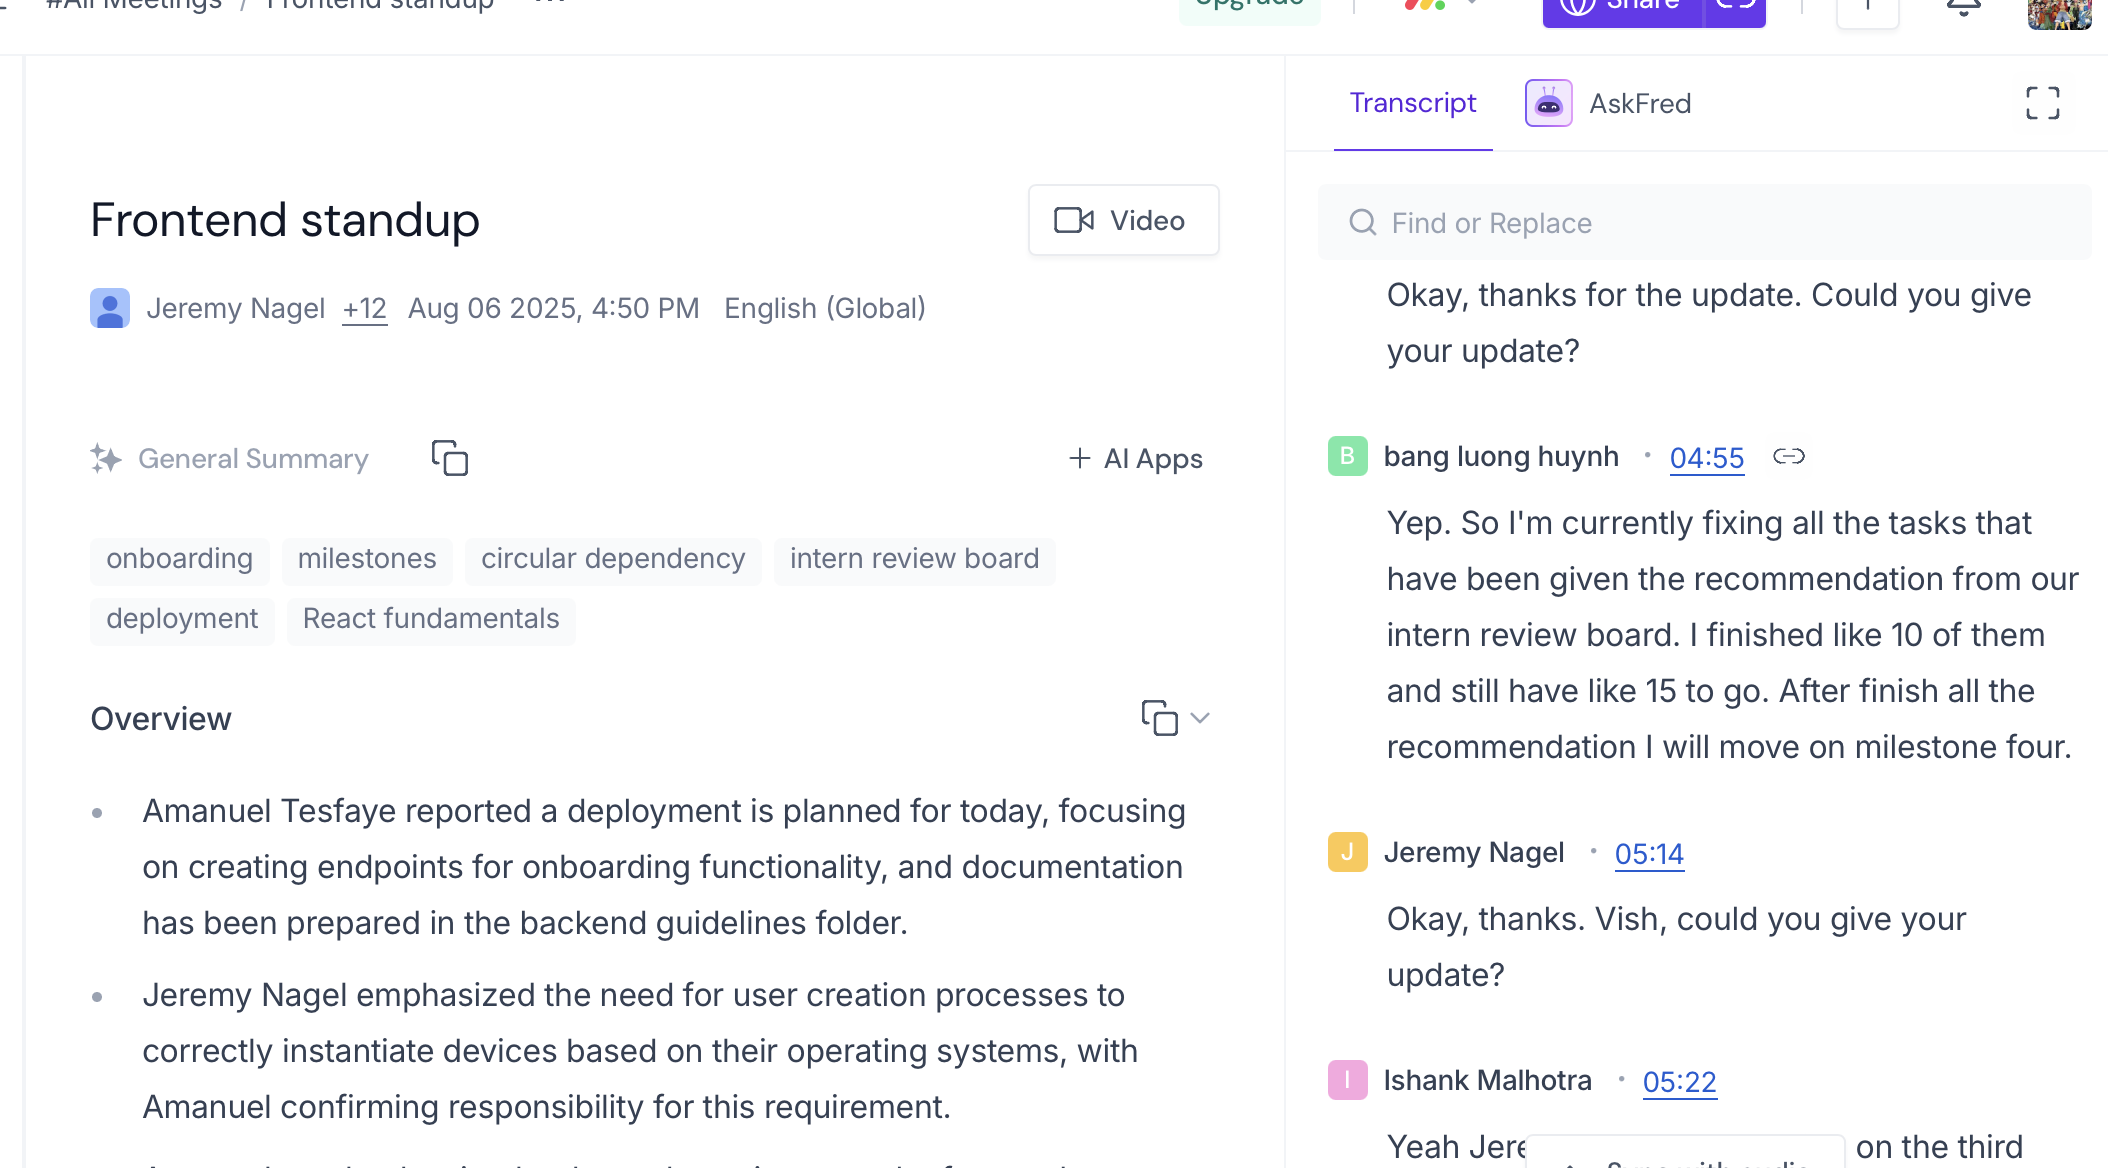 #All Meetings / Frontend standup ...
Upgrade
Share
Frontend standup
Video
Jeremy Nagel +12 Aug 06 2025, 4:50 PM English (Global)
General Summary
+ AI Apps
onboarding milestones circular dependency intern review board
deployment React fundamentals
Overview
Amanuel Tesfaye reported a deployment is planned for today, focusing
on creating endpoints for onboarding functionality, and documentation
has been prepared in the backend guidelines folder.
Jeremy Nagel emphasized the need for user creation processes to
correctly instantiate devices based on their operating systems, with
Amanuel confirming responsibility for this requirement.
Transcript
AskFred
Find or Replace
Okay, thanks for the update. Could you give
your update?
B bang luong huynh · 04:55
Yep. So I'm currently fixing all the tasks that
have been given the recommendation from our
intern review board. I finished like 10 of them
and still have like 15 to go. After finish all the
recommendation I will move on milestone four.
J Jeremy Nagel · 05:14
Okay, thanks. Vish, could you give your
update?
I Ishank Malhotra · 05:22
Yeah Jere on the third
Sync with audio